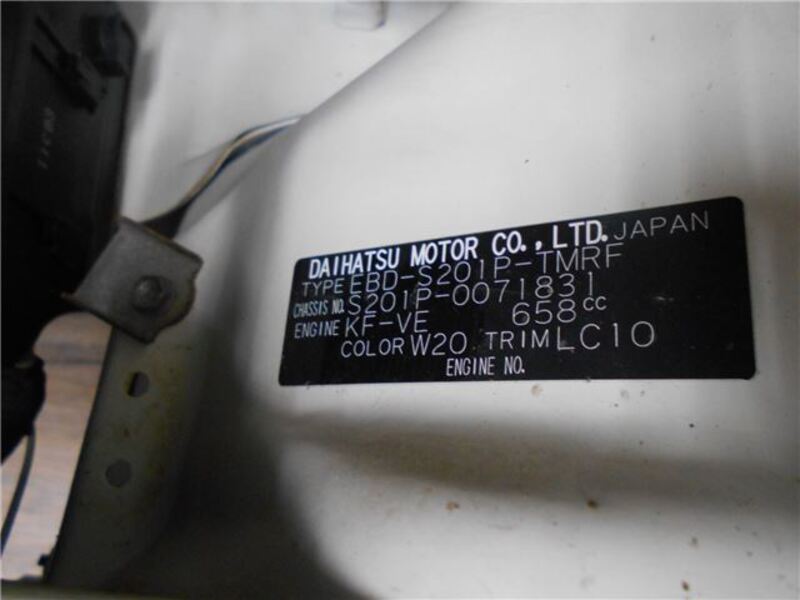 DAIHATSU MOTOR CO., LTD. JAPAN
TYPE EBD-S201P-TMRF
CHASSIS NO. S201P-0071831
ENGINE KF-VE 658cc
COLOR W20 TRIM LC10
ENGINE NO.